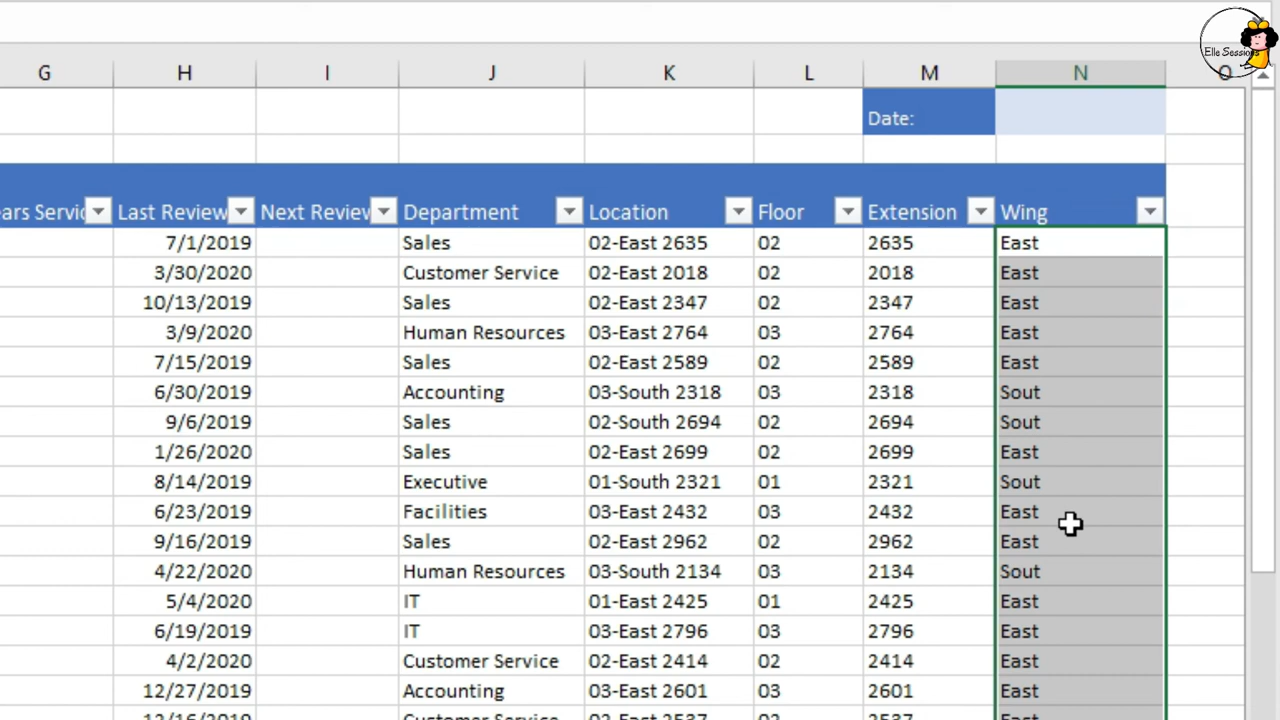 Elle Sessions
G H I J K L M N O
Date:
ears Servic Last Review Next Review Department Location Floor Extension Wing
7/1/2019 Sales 02-East 2635 02 2635 East
3/30/2020 Customer Service 02-East 2018 02 2018 East
10/13/2019 Sales 02-East 2347 02 2347 East
3/9/2020 Human Resources 03-East 2764 03 2764 East
7/15/2019 Sales 02-East 2589 02 2589 East
6/30/2019 Accounting 03-South 2318 03 2318 Sout
9/6/2019 Sales 02-South 2694 02 2694 Sout
1/26/2020 Sales 02-East 2699 02 2699 East
8/14/2019 Executive 01-South 2321 01 2321 Sout
6/23/2019 Facilities 03-East 2432 03 2432 East
9/16/2019 Sales 02-East 2962 02 2962 East
4/22/2020 Human Resources 03-South 2134 03 2134 Sout
5/4/2020 IT 01-East 2425 01 2425 East
6/19/2019 IT 03-East 2796 03 2796 East
4/2/2020 Customer Service 02-East 2414 02 2414 East
12/27/2019 Accounting 03-East 2601 03 2601 East
12/16/2019 Customer Service 02-East 2537 02 2537 East